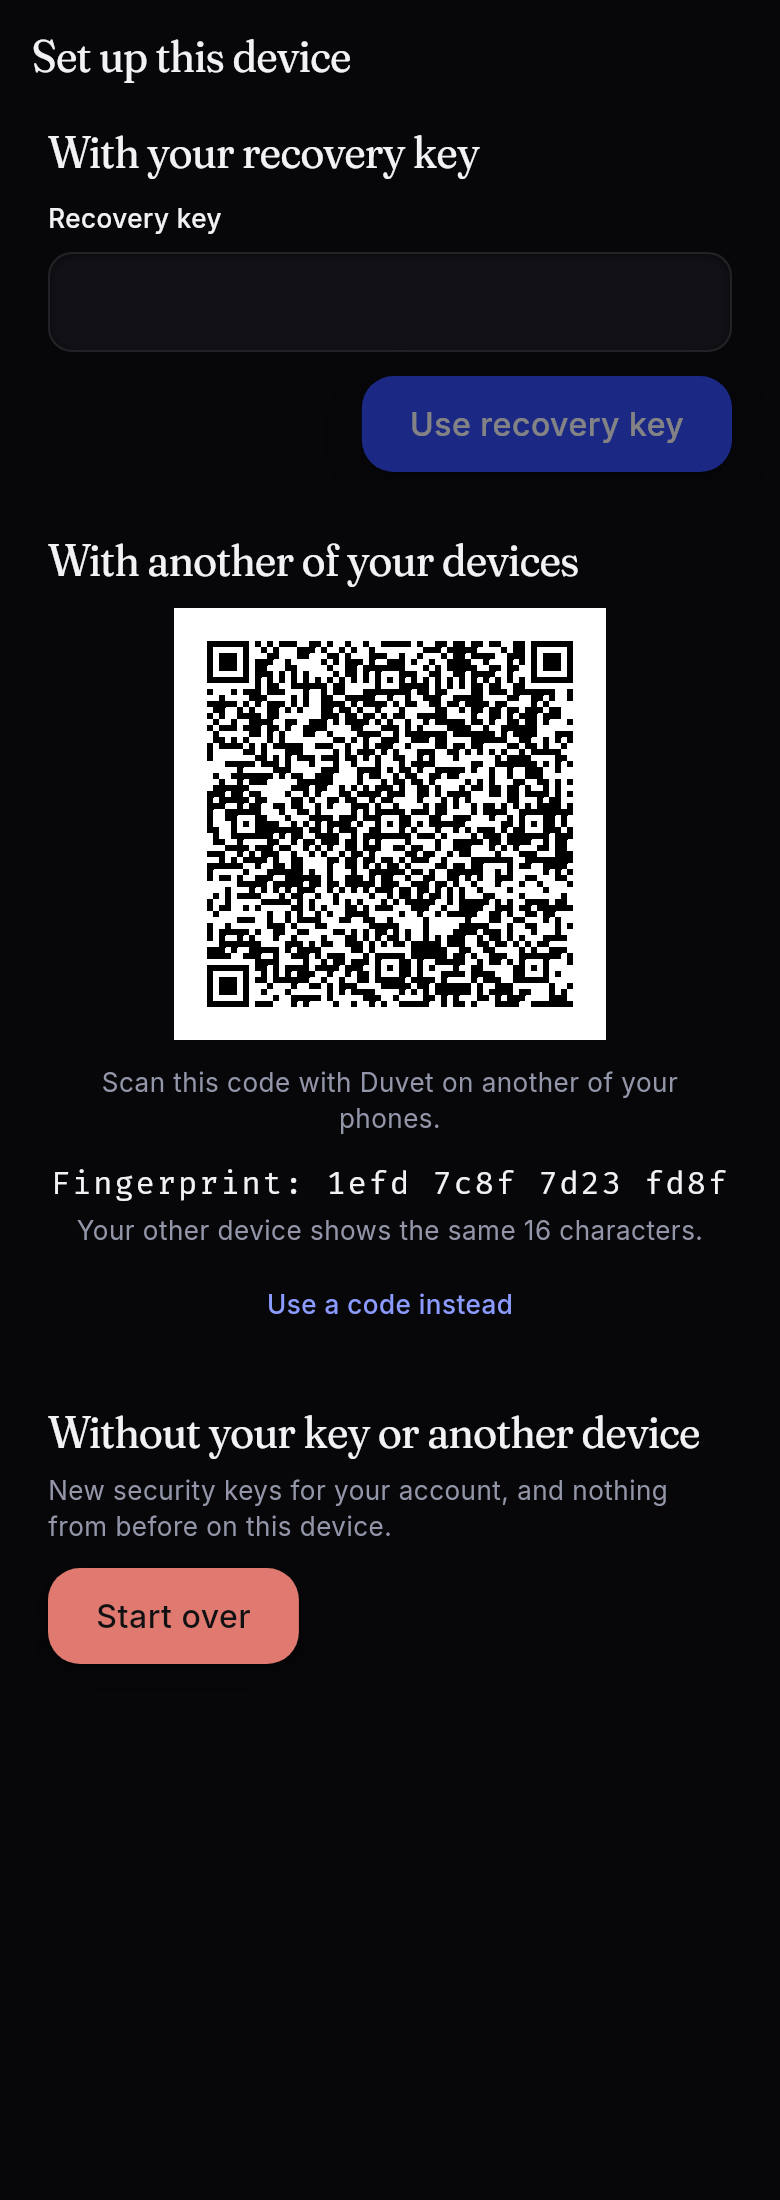 Set up this device
With your recovery key
Recovery key
Use recovery key
With another of your devices
Scan this code with Duvet on another of your
phones.
Fingerprint: 1efd 7c8f 7d23 fd8f
Your other device shows the same 16 characters.
Use a code instead
Without your key or another device
New security keys for your account, and nothing
from before on this device.
Start over